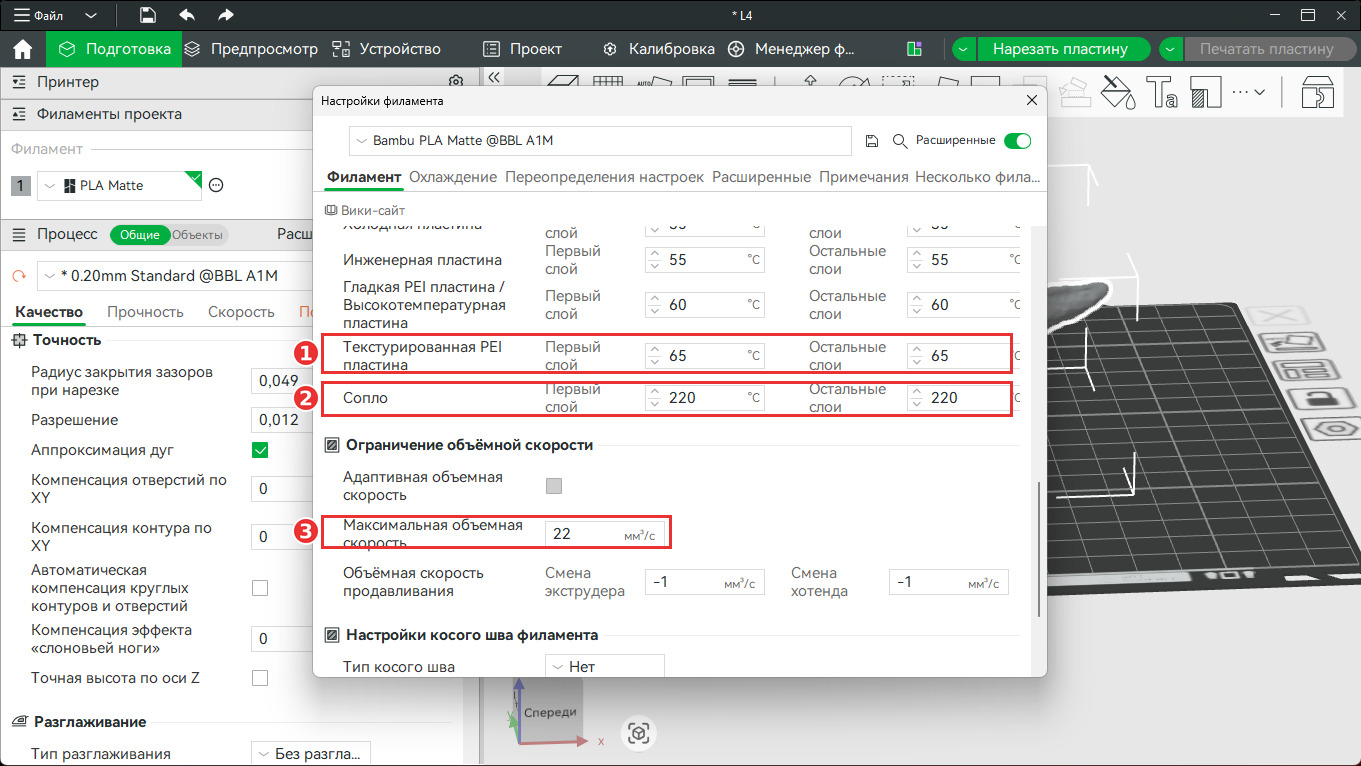 Файл
* L4
Подготовка
Предпросмотр
Устройство
Проект
Калибровка
Менеджер ф...
Нарезать пластину
Печатать пластину
Принтер
Филаменты проекта
Филамент
1
PLA Matte
Процесс
Общие
Объекты
Расш
* 0.20mm Standard @BBL A1M
Качество
Прочность
Скорость
Точность
Радиус закрытия зазоров
при нарезке
0,049
Разрешение
0,012
Аппроксимация дуг
Компенсация отверстий по
XY
0
Компенсация контура по
XY
0
Автоматическая
компенсация круглых
контуров и отверстий
Компенсация эффекта
«слоновьей ноги»
0
Точная высота по оси Z
Разглаживание
Тип разглаживания
Без разгла...
Настройки филамента
Bambu PLA Matte @BBL A1M
Расширенные
Филамент
Охлаждение
Переопределения настроек
Расширенные
Примечания
Несколько фила...
Вики-сайт
Холодная пластина
слой
слои
Инженерная пластина
Первый
слой
55
°C
Остальные
слои
55
°C
Гладкая PEI пластина /
Высокотемпературная
пластина
Первый
слой
60
°C
Остальные
слои
60
°C
1
Текстурированная PEI
пластина
Первый
слой
65
°C
Остальные
слои
65
°C
2
Сопло
Первый
слой
220
°C
Остальные
слои
220
°C
Ограничение объёмной скорости
Адаптивная объемная
скорость
3
Максимальная объемная
скорость
22
мм³/с
Объёмная скорость
продавливания
Смена
экструдера
-1
мм³/с
Смена
хотенда
-1
мм³/с
Настройки косого шва филамента
Тип косого шва
Нет
Спереди
x